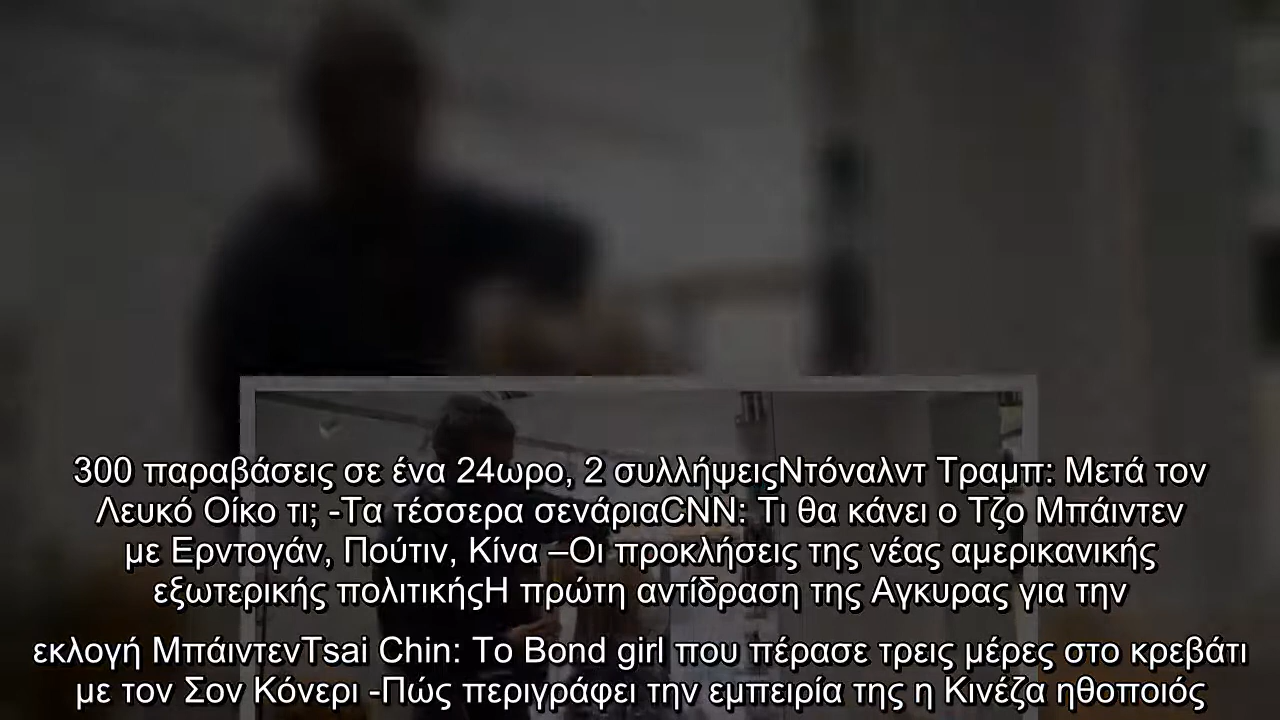 300 παραβάσεις σε ένα 24ωρο, 2 συλλήψειςΝτόναλντ Τραμπ: Μετά τον
Λευκό Οίκο τι; -Τα τέσσερα σενάριαCNN: Τι θα κάνει ο Τζο Μπάιντεν
με Ερντογάν, Πούτιν, Κίνα –Οι προκλήσεις της νέας αμερικανικής
εξωτερικής πολιτικήςΗ πρώτη αντίδραση της Αγκυρας για την
εκλογή ΜπάιντενTsai Chin: Το Bond girl που πέρασε τρεις μέρες στο κρεβάτι
με τον Σον Κόνερι -Πώς περιγράφει την εμπειρία της η Κινέζα ηθοποιός